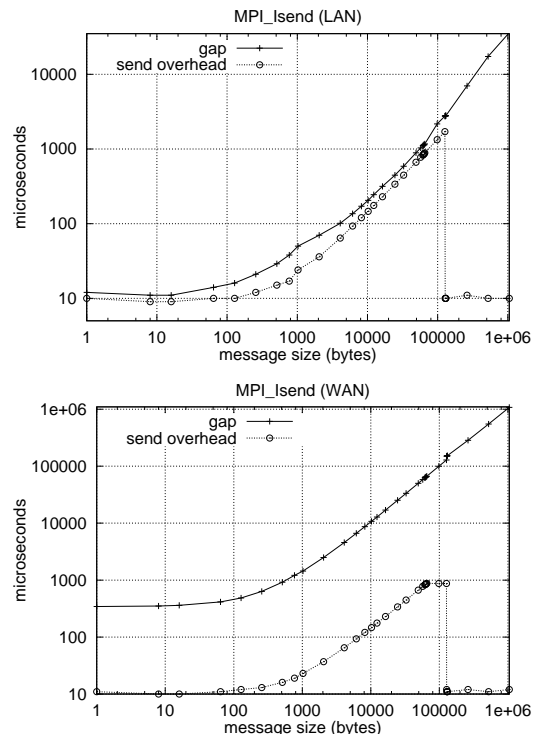 MPI_Isend (LAN)
gap
send overhead
10000
1000
100
10
microseconds
1 10 100 1000 10000 100000 1e+06
message size (bytes)
MPI_Isend (WAN)
1e+06
gap
send overhead
100000
10000
1000
100
10
microseconds
1 10 100 1000 10000 100000 1e+06
message size (bytes)